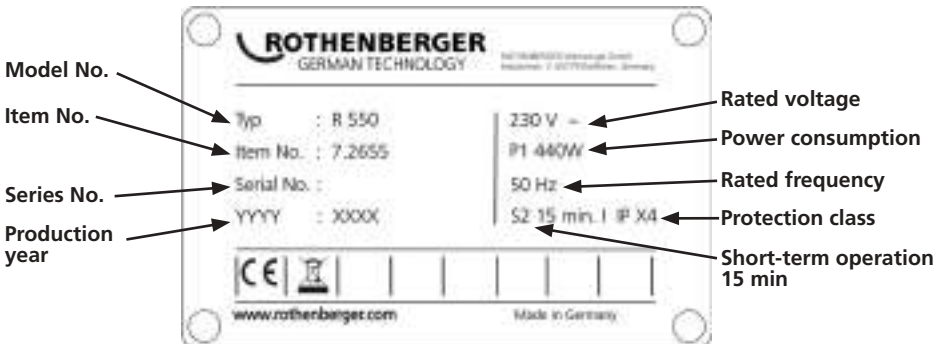 ROTHENBERGER
GERMAN TECHNOLOGY
Model No.
Item No.
Series No.
Production
year
Typ : R 550
Item No. : 7.2655
Serial No. :
YYYY : XXXX
230 V ~
P1 440W
50 Hz
S2 15 min. I IP X4
Rated voltage
Power consumption
Rated frequency
Protection class
Short-term operation
15 min
CE
www.rothenberger.com
Made in Germany